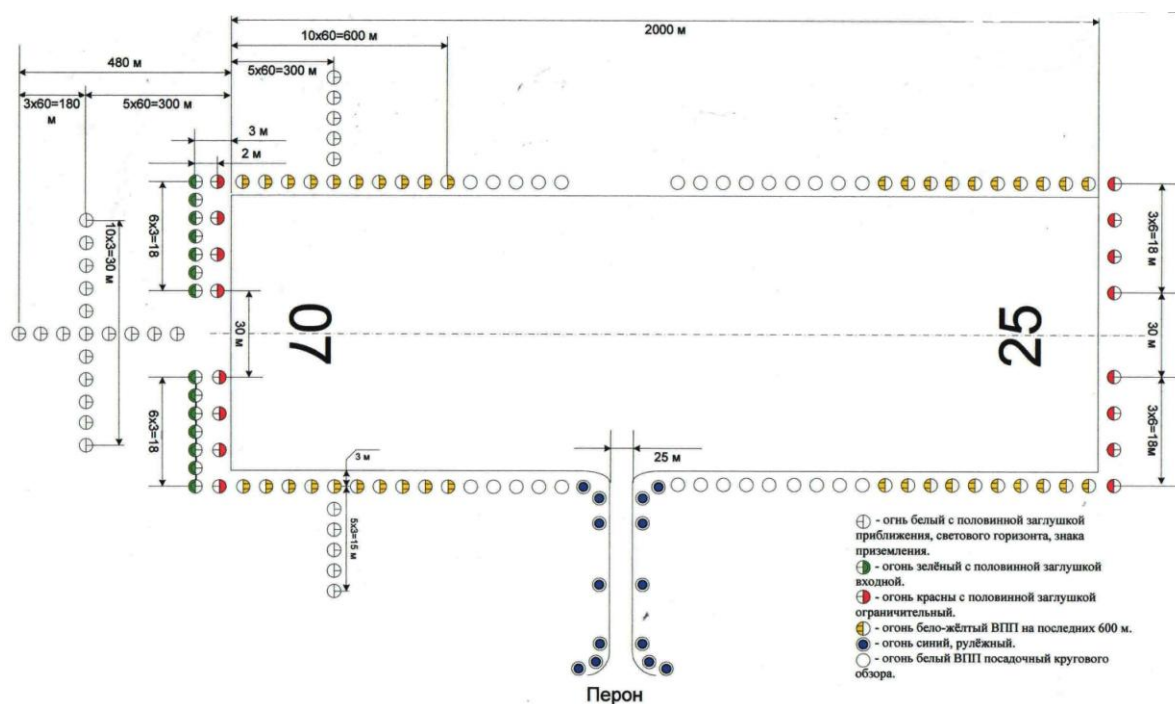 2000 м
10х60=600 м
480 м
5х60=300 м
3х60=180
м
5х60=300 м
3 м
2 м
6х3=18
10х3=30 м
3х6=18 м
30 м
07
25
30 м
6х3=18
3х6=18м
3 м
25 м
5х3=15 м
- огнь белый с половинной заглушкой
приближения, светового горизонта, знака
приземления.
- огонь зелёный с половинной заглушкой
входной.
- огонь красны с половинной заглушкой
ограничительный.
- огонь бело-жёлтый ВПП на последних 600 м.
- огонь синий, рулёжный.
- огонь белый ВПП посадочный кругового
обзора.
Перон